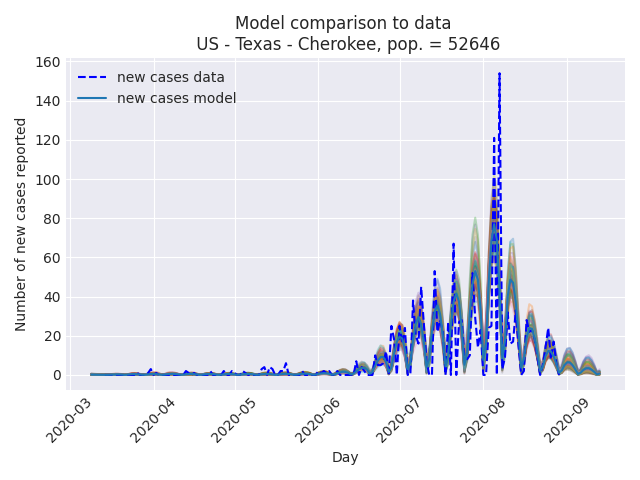 Model comparison to data
US - Texas - Cherokee, pop. = 52646
160
140
120
100
80
60
40
20
0
Number of new cases reported
new cases data
new cases model
2020-03
2020-04
2020-05
2020-06
2020-07
2020-08
2020-09
Day